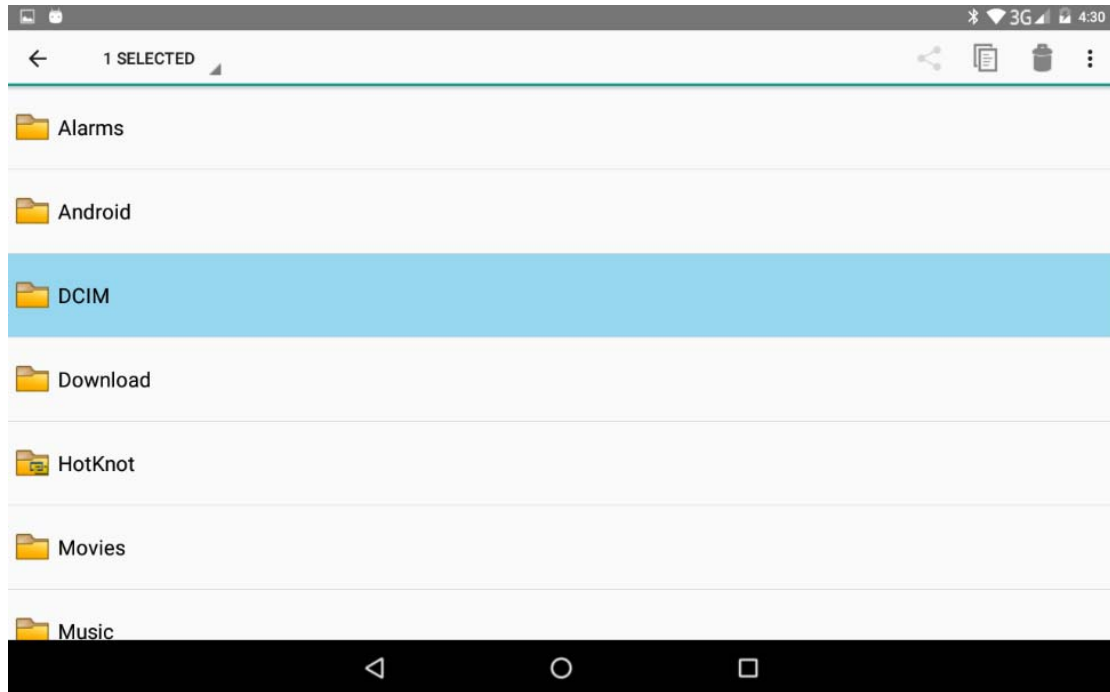 3G 4:30
1 SELECTED
Alarms
Android
DCIM
Download
HotKnot
Movies
Music